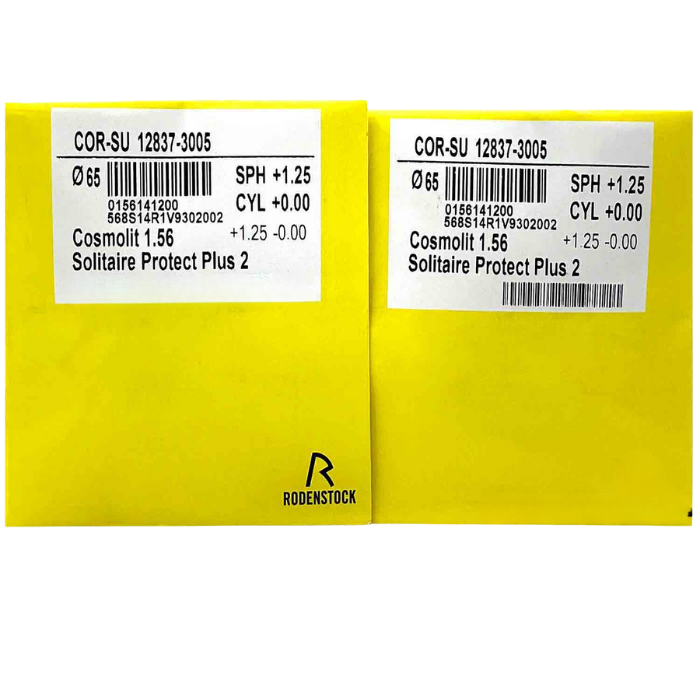 COR-SU 12837-3005
Ø 65
SPH +1.25
0156141200
CYL +0.00
568S14R1V9302002
Cosmolit 1.56
+1.25 -0.00
Solitaire Protect Plus 2
R
RODENSTOCK
COR-SU 12837-3005
Ø 65
SPH +1.25
0156141200
CYL +0.00
568S14R1V9302002
Cosmolit 1.56
+1.25 -0.00
Solitaire Protect Plus 2